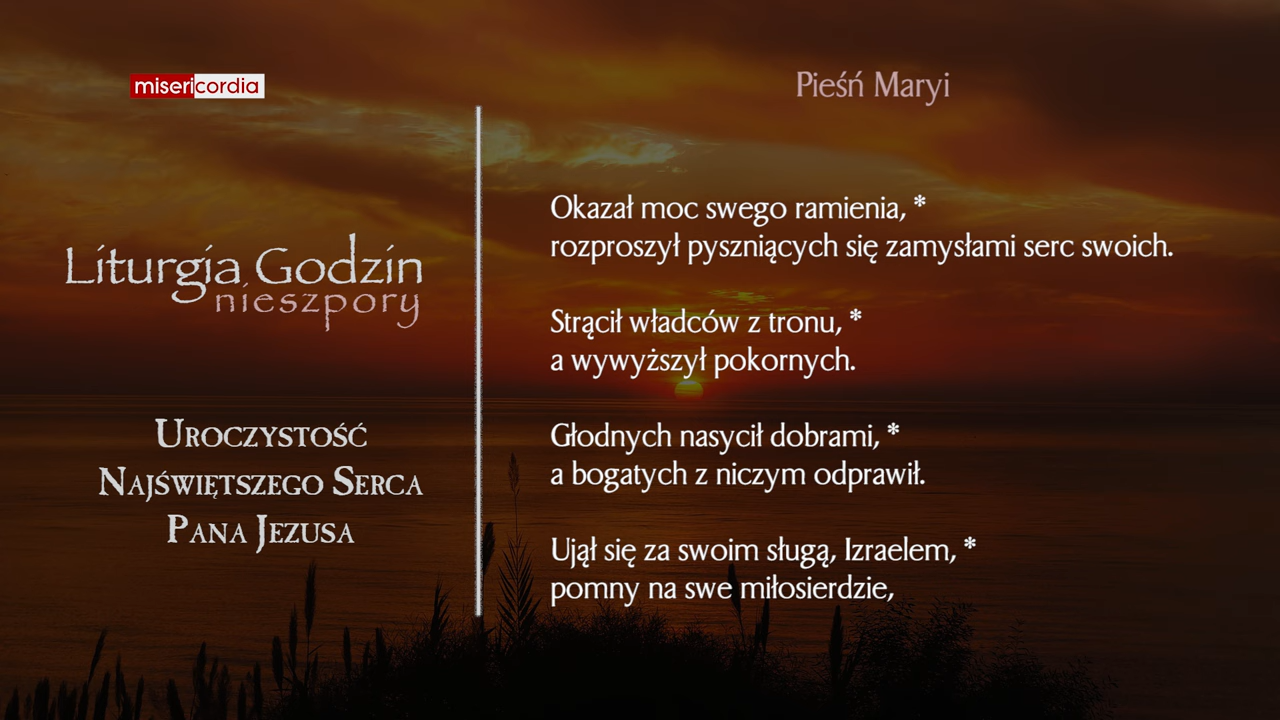 misericordia
Liturgia Godzin
nieszpory
Uroczystość
Najświętszego Serca
Pana Jezusa
Pieśń Maryi
Okazał moc swego ramienia, *
rozproszył pyszniących się zamysłami serc swoich.
Strącił władców z tronu, *
a wywyższył pokornych.
Głodnych nasycił dobrami, *
a bogatych z niczym odprawił.
Ujął się za swoim sługą, Izraelem, *
pomny na swe miłosierdzie,